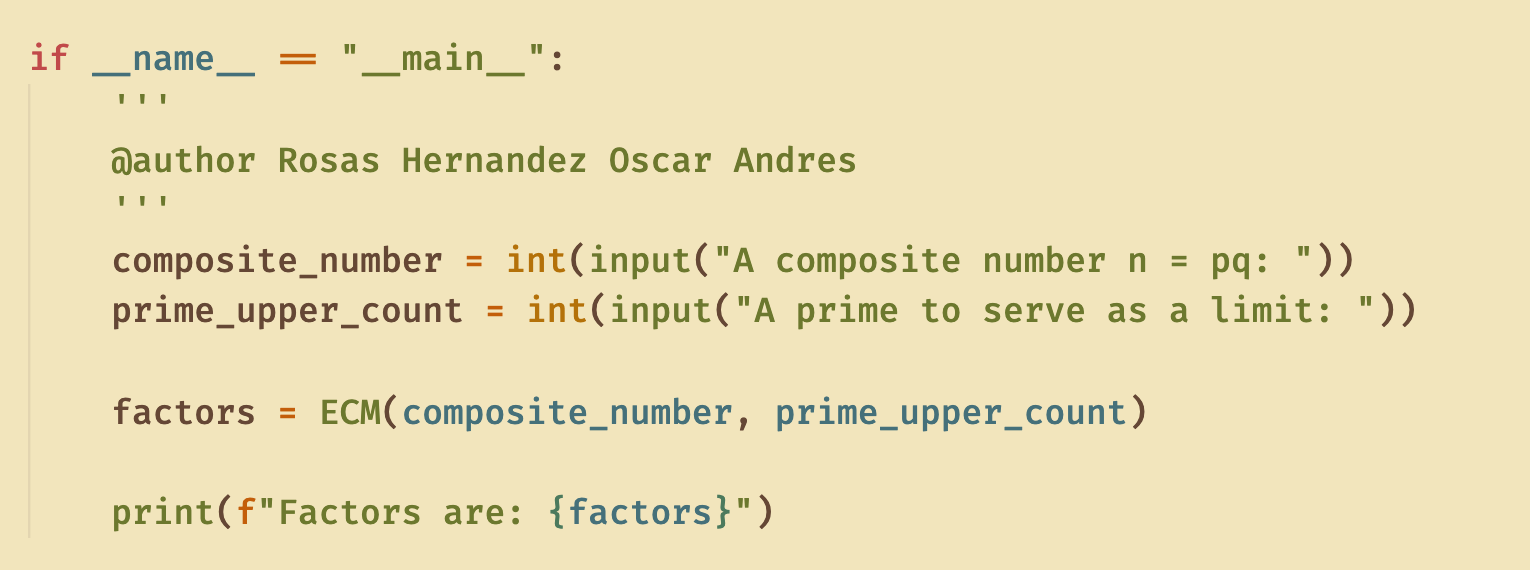 if __name__ == "__main__":
    '''
    @author Rosas Hernandez Oscar Andres
    '''
    composite_number = int(input("A composite number n = pq: "))
    prime_upper_count = int(input("A prime to serve as a limit: "))

    factors = ECM(composite_number, prime_upper_count)

    print(f"Factors are: {factors}")